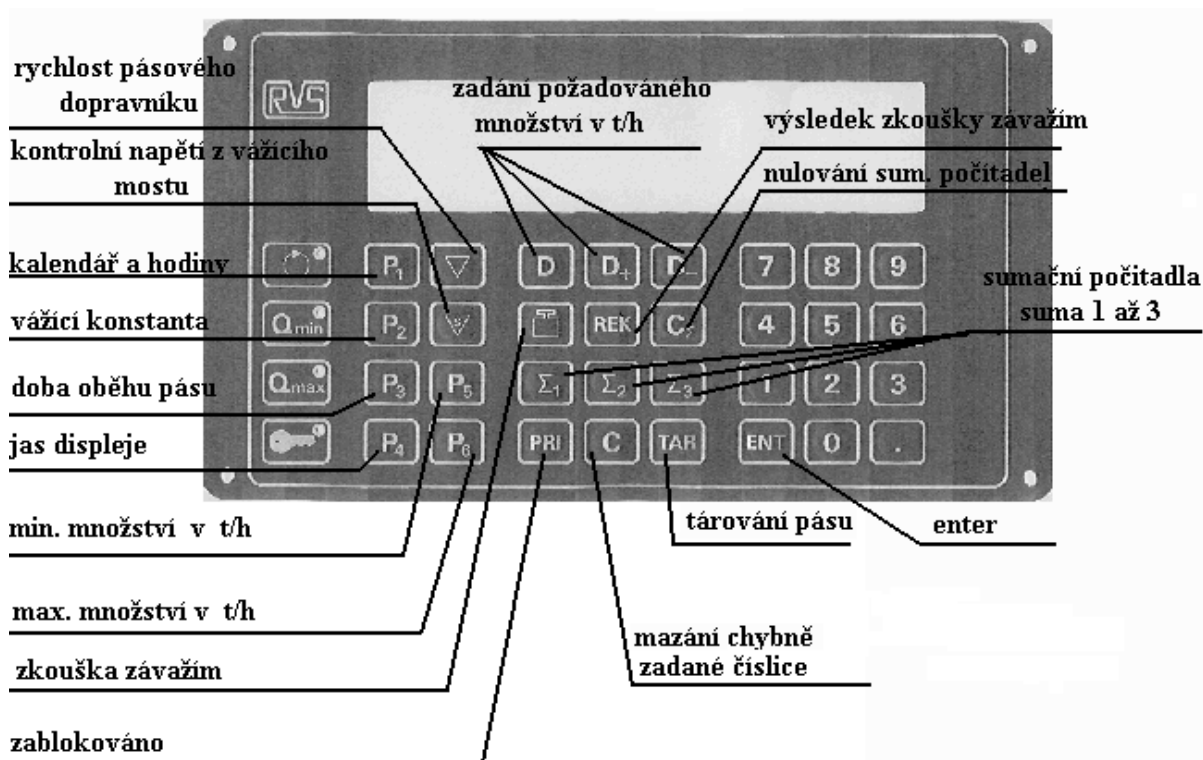 rychlost pásového
dopravníku
kontrolní napětí z vážícího
mostu
kalendář a hodiny
vážící konstanta
doba oběhu pásu
jas displeje
min. množství v t/h
max. množství v t/h
zkouška závažím
zablokováno
zadání požadováného
množství v t/h
výsledek zkoušky závažím
nulování sum. počítadel
sumační počitadla
suma 1 až 3
tárování pásu
enter
mazání chybně
zadané číslice
RVS
P1 D D+ D- 7 8 9
Qmin P2 REK 4 5 6
Qmax P3 P5 Σ1 Σ2 Σ3 1 2 3
P4 P6 PRI C TAR ENT 0 .